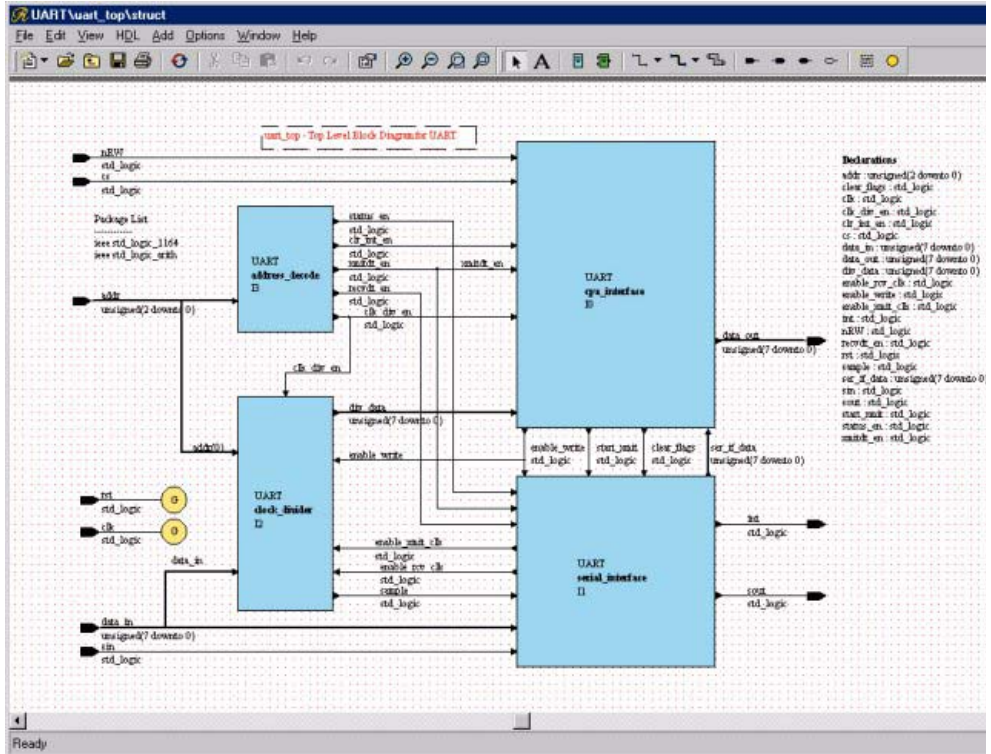 UART\uart_top\struct
File Edit View HDL Add Options Window Help
A
uart_top - Top Level Block Diagram for UART
nRW
std_logic
cs
std_logic
Package List
------------
ieee std_logic_1164
ieee std_logic_arith
addr
unsigned(2 downto 0)
UART
address_decode
I3
status_en
std_logic
clr_int_en
std_logic
xmitdt_en
std_logic
recvdt_en
std_logic
clk_div_en
std_logic
xmitdt_en
UART
cpu_interface
I0
data_out
unsigned(7 downto 0)
clk_div_en
div_data
unsigned(7 downto 0)
enable_write
addr(0)
UART
clock_divider
I2
enable_write
std_logic
start_xmit
std_logic
clear_flags
std_logic
ser_if_data
unsigned(7 downto 0)
rst
std_logic
G
clk
std_logic
G
data_in
enable_xmit_clk
std_logic
enable_rcv_clk
std_logic
sample
std_logic
UART
serial_interface
I1
int
std_logic
sout
std_logic
data_in
unsigned(7 downto 0)
sin
std_logic
Declarations
addr : unsigned(2 downto 0)
clear_flags : std_logic
clk : std_logic
clk_div_en : std_logic
clr_int_en : std_logic
cs : std_logic
data_in : unsigned(7 downto 0)
data_out : unsigned(7 downto 0)
div_data : unsigned(7 downto 0)
enable_rcv_clk : std_logic
enable_write : std_logic
enable_xmit_clk : std_logic
int : std_logic
nRW : std_logic
recvdt_en : std_logic
rst : std_logic
sample : std_logic
ser_if_data : unsigned(7 downto 0)
sin : std_logic
sout : std_logic
start_xmit : std_logic
status_en : std_logic
xmitdt_en : std_logic
Ready